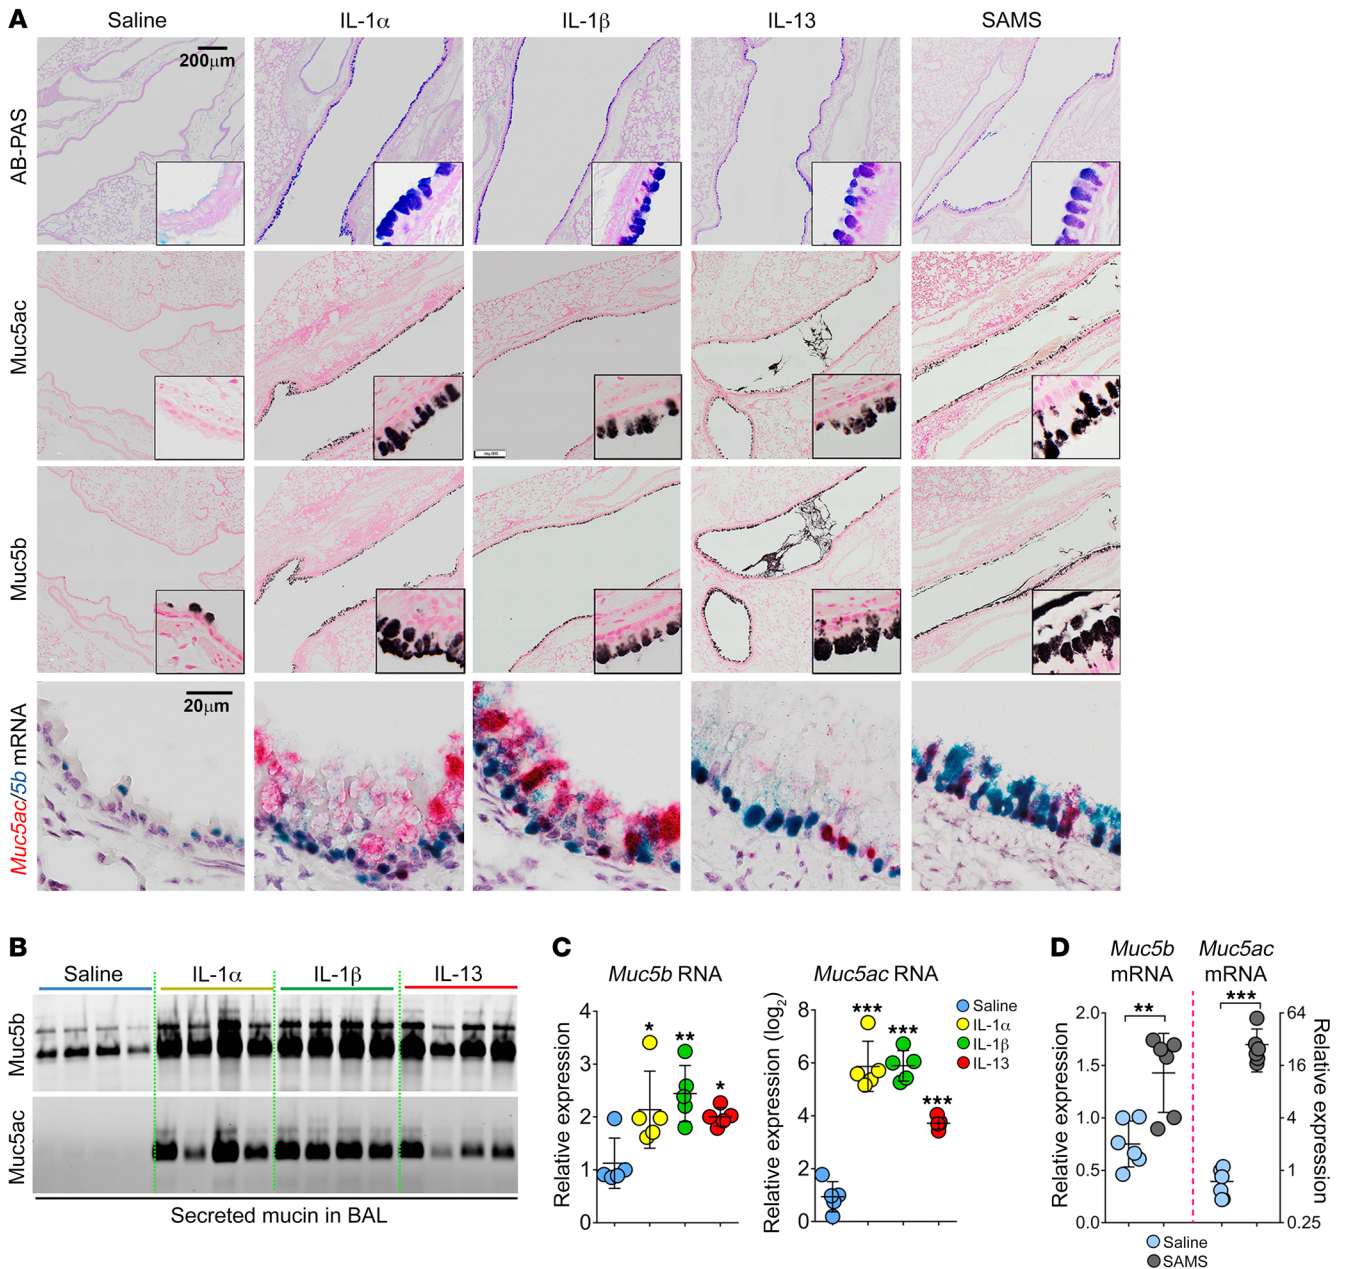 A
Saline
IL-1α
IL-1β
IL-13
SAMS
AB-PAS
200μm
Muc5ac
Muc5b
Muc5ac/5b mRNA
20μm
B
Saline
IL-1α
IL-1β
IL-13
Muc5b
Muc5ac
Secreted mucin in BAL
C
Muc5b RNA
Relative expression
4
3
2
1
0
*
**
*
Muc5ac RNA
Relative expression (log2)
8
6
4
2
0
***
***
***
Saline
IL-1α
IL-1β
IL-13
D
Muc5b mRNA
Muc5ac mRNA
Relative expression
2.0
1.5
1.0
0.5
0.0
**
***
64
16
4
1
0.25
Relative expression
Saline
SAMS